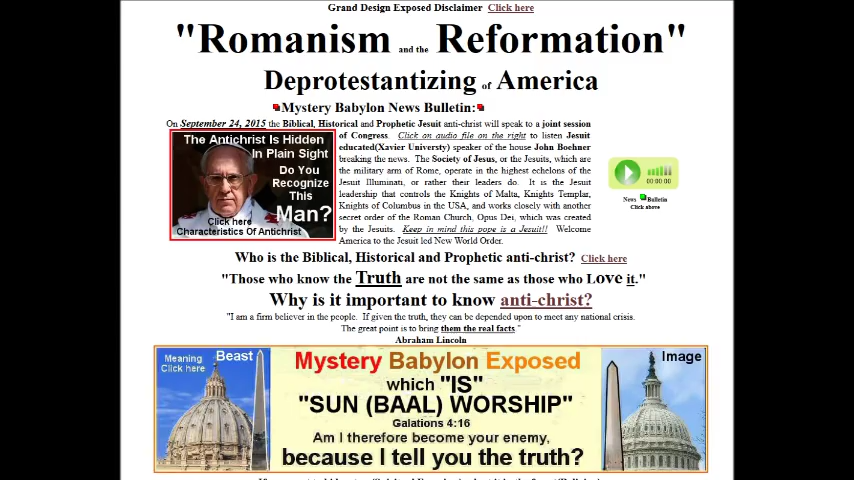 Grand Design Exposed Disclaimer Click here
"Romanism and the Reformation"
Deprotestantizing of America
Mystery Babylon News Bulletin:
On September 24, 2015 the Biblical, Historical and Prophetic Jesuit anti-christ will speak to a joint session
of Congress. Click on audio file on the right to listen Jesuit
educated(Xavier Universty) speaker of the house John Boehner
breaking the news. The Society of Jesus, or the Jesuits, which are
the military arm of Rome, operate in the highest echelons of the
Jesuit Illuminati, or rather their leaders do. It is the Jesuit
leadership that controls the Knights of Malta, Knights Templar,
Knights of Columbus in the USA, and works closely with another
secret order of the Roman Church, Opus Dei, which was created
by the Jesuits. Keep in mind this pope is a Jesuit!! Welcome
America to the Jesuit led New World Order.
The Antichrist Is Hidden
In Plain Sight
Do You
Recognize
This
Man?
Click here
Characteristics Of Antichrist
00:00:00
News Bulletin
Click above
Who is the Biblical, Historical and Prophetic anti-christ? Click here
"Those who know the Truth are not the same as those who Love it."
Why is it important to know anti-christ?
"I am a firm believer in the people. If given the truth, they can be depended upon to meet any national crisis.
The great point is to bring them the real facts."
Abraham Lincoln
Meaning
Click here
Beast
Mystery Babylon Exposed
which "IS"
"SUN (BAAL) WORSHIP"
Galations 4:16
Am I therefore become your enemy,
because I tell you the truth?
Image